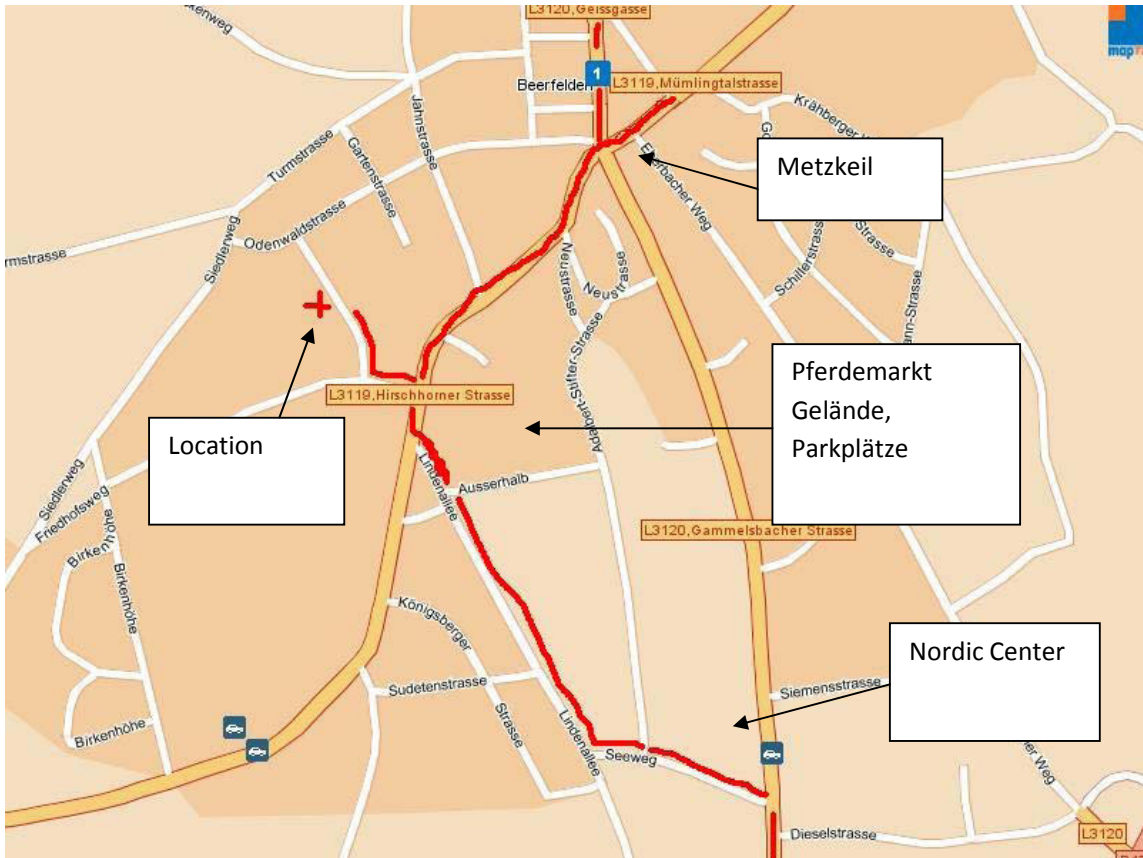 L3120,Geissgasse
1
Beerfelden
L3119,Mümlingtalstrasse
Jahnstrasse
Turmstrasse
Gartenstrasse
Metzkeil
Odenwaldstrasse
Siedlerweg
Neustrasse
Neustrasse
Schillerstrasse
Strasse
Adalbert-Stifter-Strasse
Pferdemarkt
Gelände,
Parkplätze
L3119,Hirschhorner Strasse
Location
Lindenallee
Ausserhalb
Siedlerweg
Friedhofsweg
Birkenhöhe
Birkenhöhe
L3120,Gammelsbacher Strasse
Königsberger
Strasse
Sudetenstrasse
Nordic Center
Siemensstrasse
Birkenhöhe
Lindenallee
Seeweg
Weg
Dieselstrasse
L3120